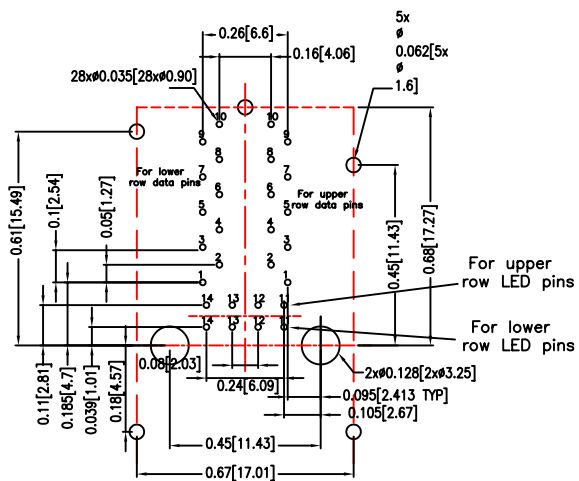 5x
ø
0.062[5x
ø
1.6]
0.26[6.6]
0.16[4.06]
28xø0.035[28xø0.90]
10 10
9 9
8 8
For lower
row data pins
7 7
For upper
row data pins
6 6
5 5
4 4
3 3
2 2
1 1
0.61[15.49]
0.1[2.54]
0.05[1.27]
0.45[11.43]
0.68[17.27]
For upper
row LED pins
14 13 12 11
For lower
row LED pins
14 13 12 11
0.08[2.03]
2xø0.128[2xø3.25]
0.24[6.09]
0.095[2.413 TYP]
0.105[2.67]
0.11[2.81]
0.185[4.7]
0.039[1.01]
0.18[4.57]
0.45[11.43]
0.67[17.01]